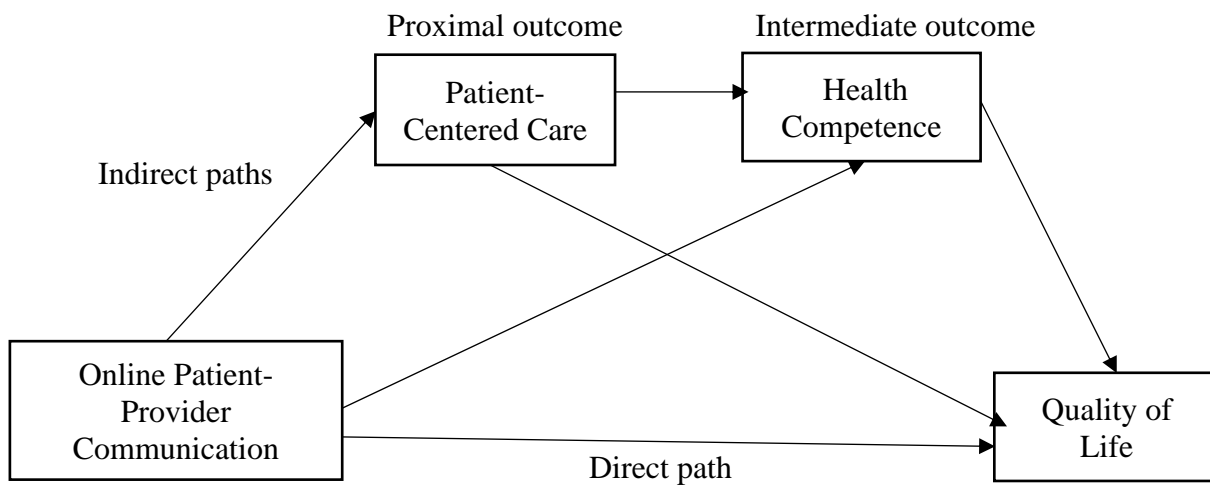 Proximal outcome
Intermediate outcome
Patient-
Centered Care
Health
Competence
Indirect paths
Online Patient-
Provider
Communication
Quality of
Life
Direct path